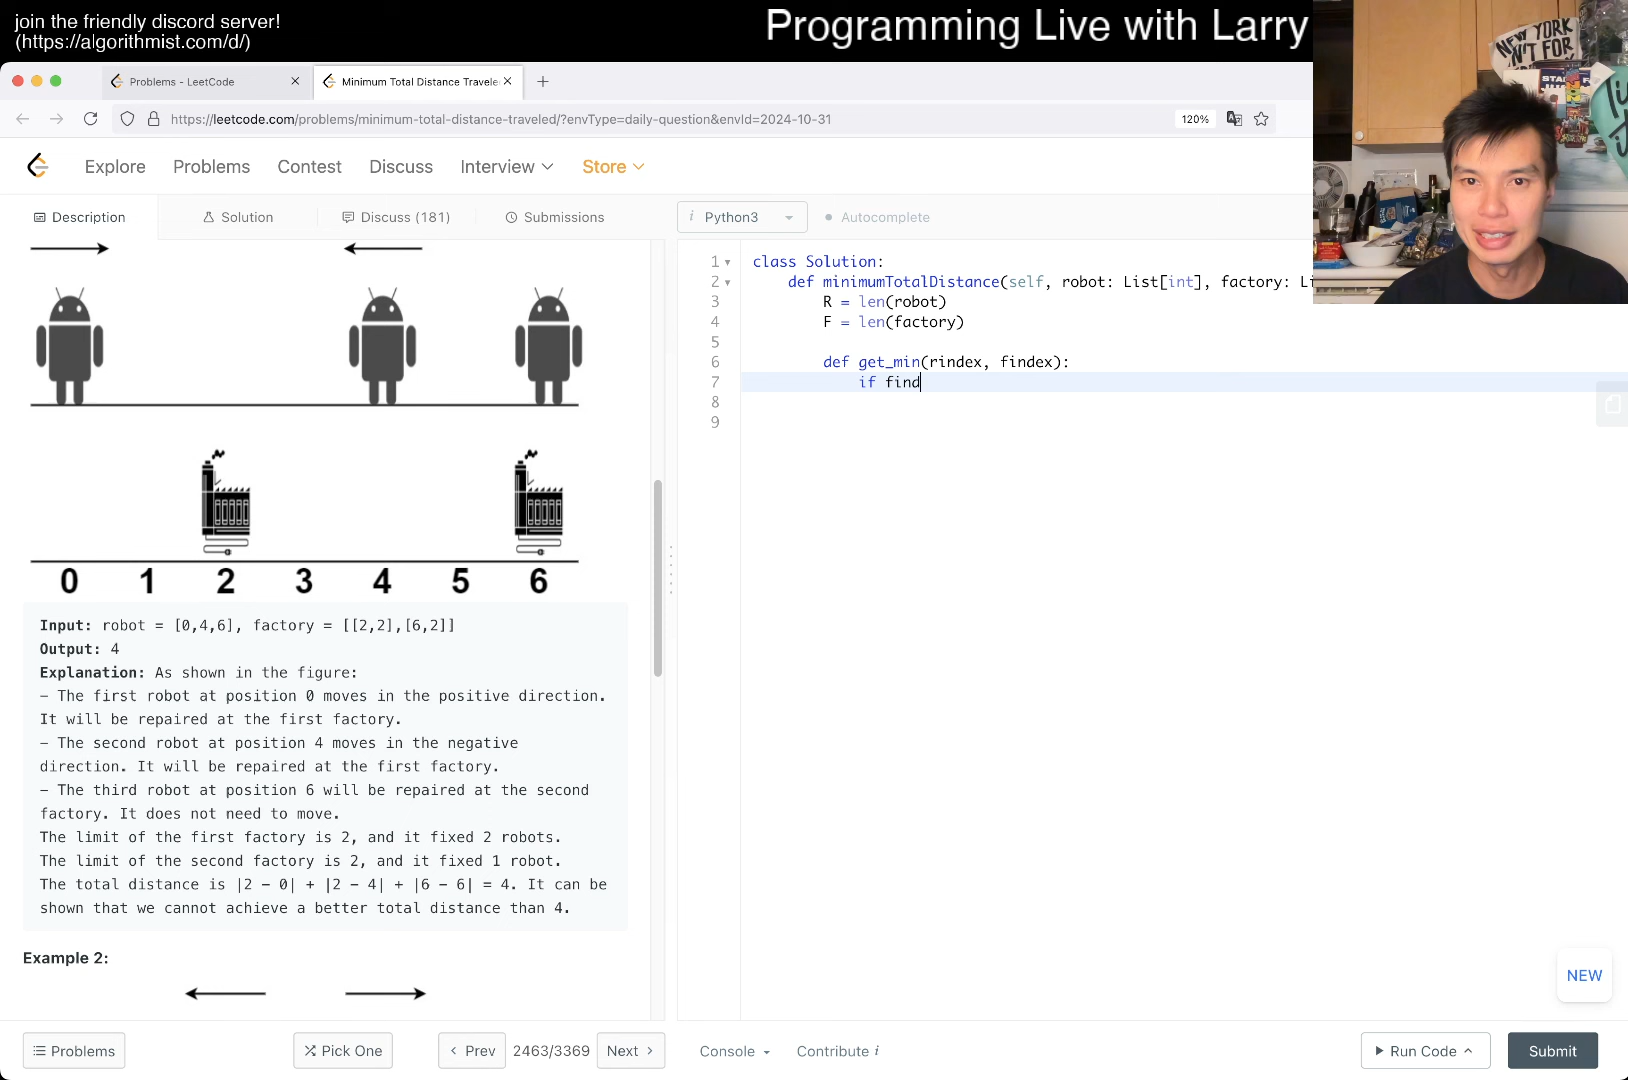 join the friendly discord server!
(https://algorithmist.com/d/)
Programming Live with Larry
NEW YORK
Problems - LeetCode
Minimum Total Distance Travele
https://leetcode.com/problems/minimum-total-distance-traveled/?envType=daily-question&envId=2024-10-31
120%
Explore Problems Contest Discuss Interview Store
Description Solution Discuss (181) Submissions
i Python3 Autocomplete
1 class Solution:
2 def minimumTotalDistance(self, robot: List[int], factory: Li
3 R = len(robot)
4 F = len(factory)
5
6 def get_min(rindex, findex):
7 if find
8
9
0 1 2 3 4 5 6
Input: robot = [0,4,6], factory = [[2,2],[6,2]]
Output: 4
Explanation: As shown in the figure:
– The first robot at position 0 moves in the positive direction.
It will be repaired at the first factory.
– The second robot at position 4 moves in the negative
direction. It will be repaired at the first factory.
– The third robot at position 6 will be repaired at the second
factory. It does not need to move.
The limit of the first factory is 2, and it fixed 2 robots.
The limit of the second factory is 2, and it fixed 1 robot.
The total distance is |2 – 0| + |2 – 4| + |6 – 6| = 4. It can be
shown that we cannot achieve a better total distance than 4.
Example 2:
NEW
Problems Pick One Prev 2463/3369 Next Console Contribute i Run Code Submit